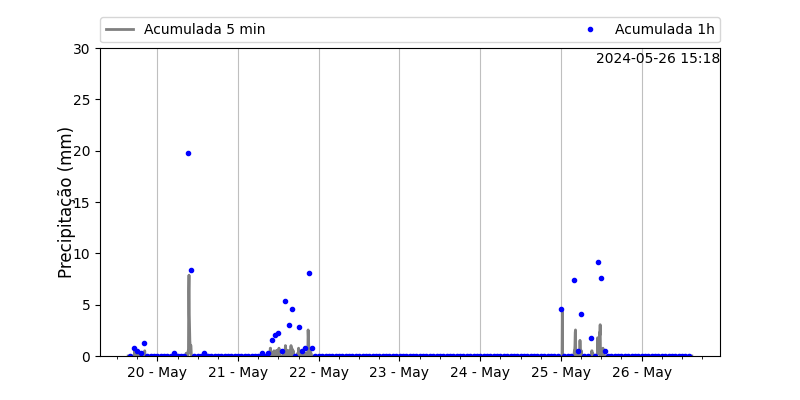 Acumulada 5 min Acumulada 1h
2024-05-26 15:18
Precipitação (mm)
30
25
20
15
10
5
0
20 - May 21 - May 22 - May 23 - May 24 - May 25 - May 26 - May